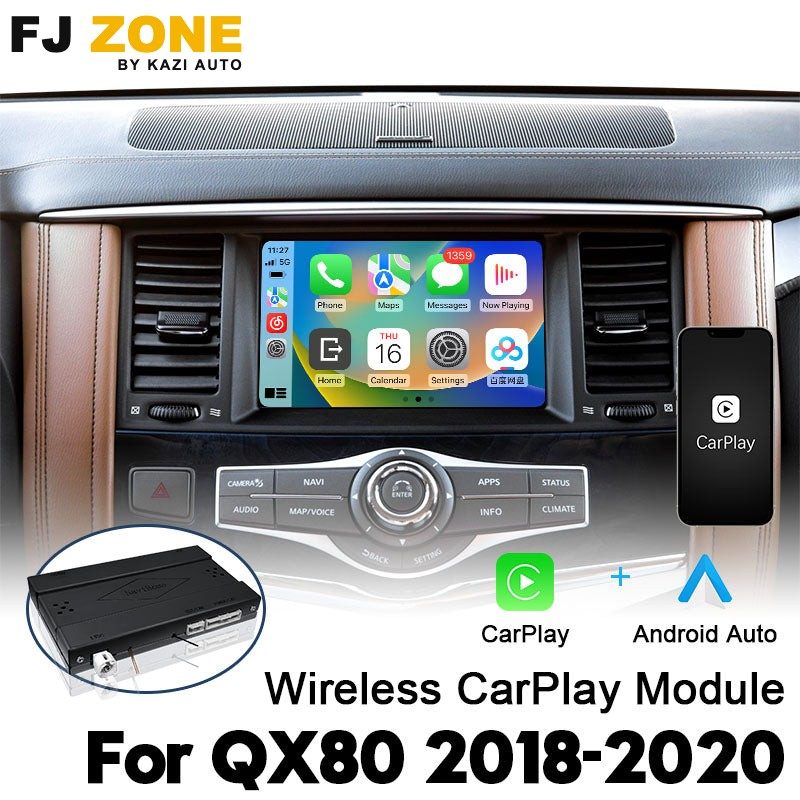 FJ ZONE
BY KAZI AUTO
11:27
5G
1359
Phone
Maps
Messages
Now Playing
THU
16
Home
Calendar
Settings
百度网盘
CarPlay
CAMERA
NAVI
APPS
STATUS
ENTER
AUDIO
MAP/VOICE
INFO
CLIMATE
BACK
SETTING
CarPlay
+
Android Auto
Wireless CarPlay Module
For QX80 2018-2020